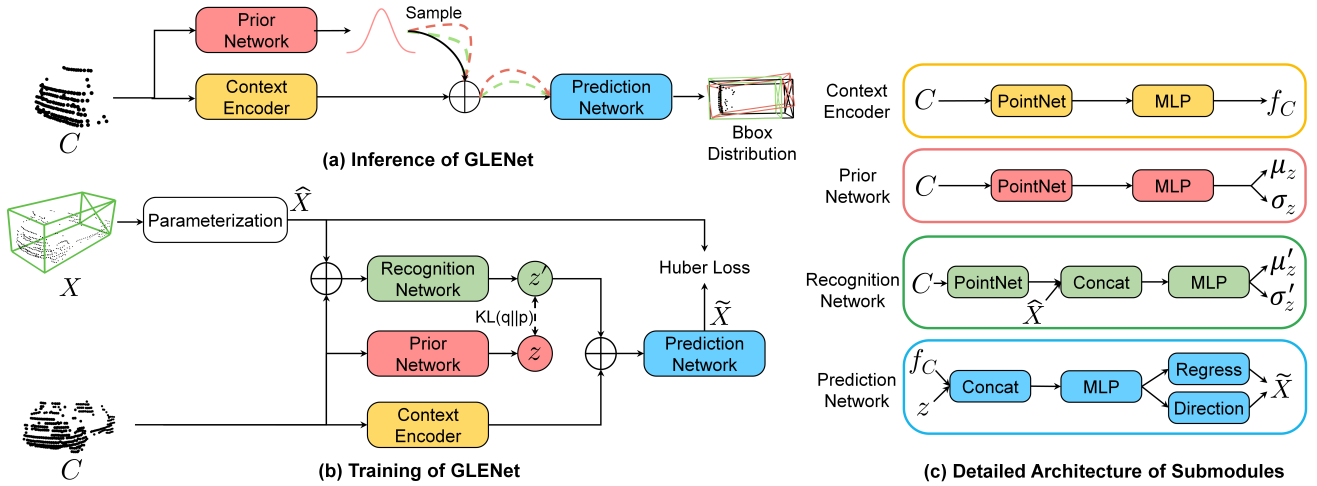 Prior
Network
Sample
Context
Encoder
Prediction
Network
C
Bbox
Distribution
(a) Inference of GLENet
X
Parameterization
X̂
Recognition
Network
z′
Huber Loss
KL(q||p)
X̃
Prior
Network
z
Prediction
Network
Context
Encoder
C
(b) Training of GLENet
Context
Encoder
C
PointNet
MLP
f_C
Prior
Network
C
PointNet
MLP
μ_z
σ_z
Recognition
Network
C
PointNet
X̂
Concat
MLP
μ′_z
σ′_z
Prediction
Network
f_C
z
Concat
MLP
Regress
Direction
X̃
(c) Detailed Architecture of Submodules